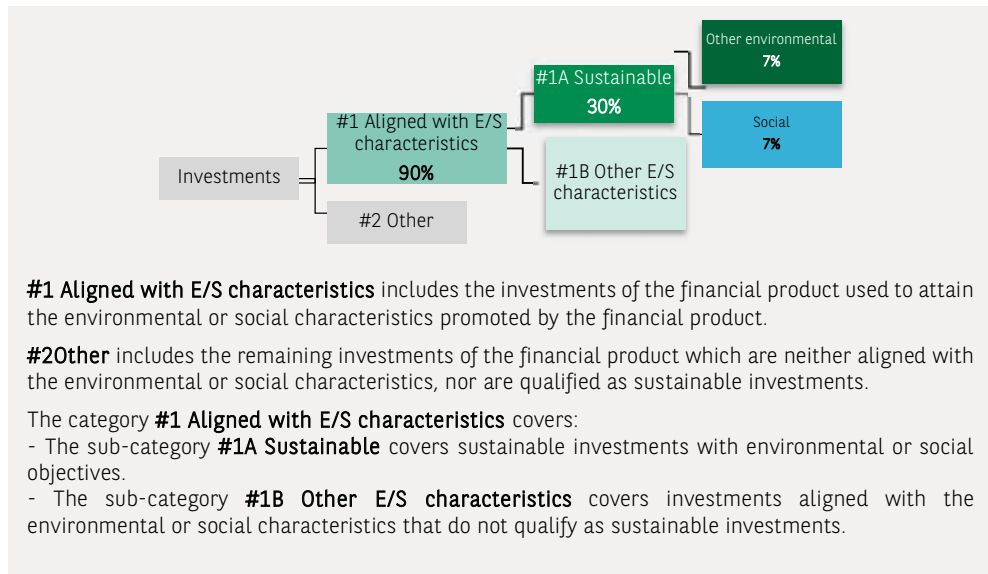 Other environmental
7%
#1A Sustainable
30%
Social
7%
#1 Aligned with E/S
characteristics
90%
#1B Other E/S
characteristics
Investments
#2 Other
#1 Aligned with E/S characteristics includes the investments of the financial product used to attain
the environmental or social characteristics promoted by the financial product.
#2Other includes the remaining investments of the financial product which are neither aligned with
the environmental or social characteristics, nor are qualified as sustainable investments.
The category #1 Aligned with E/S characteristics covers:
- The sub-category #1A Sustainable covers sustainable investments with environmental or social
objectives.
- The sub-category #1B Other E/S characteristics covers investments aligned with the
environmental or social characteristics that do not qualify as sustainable investments.